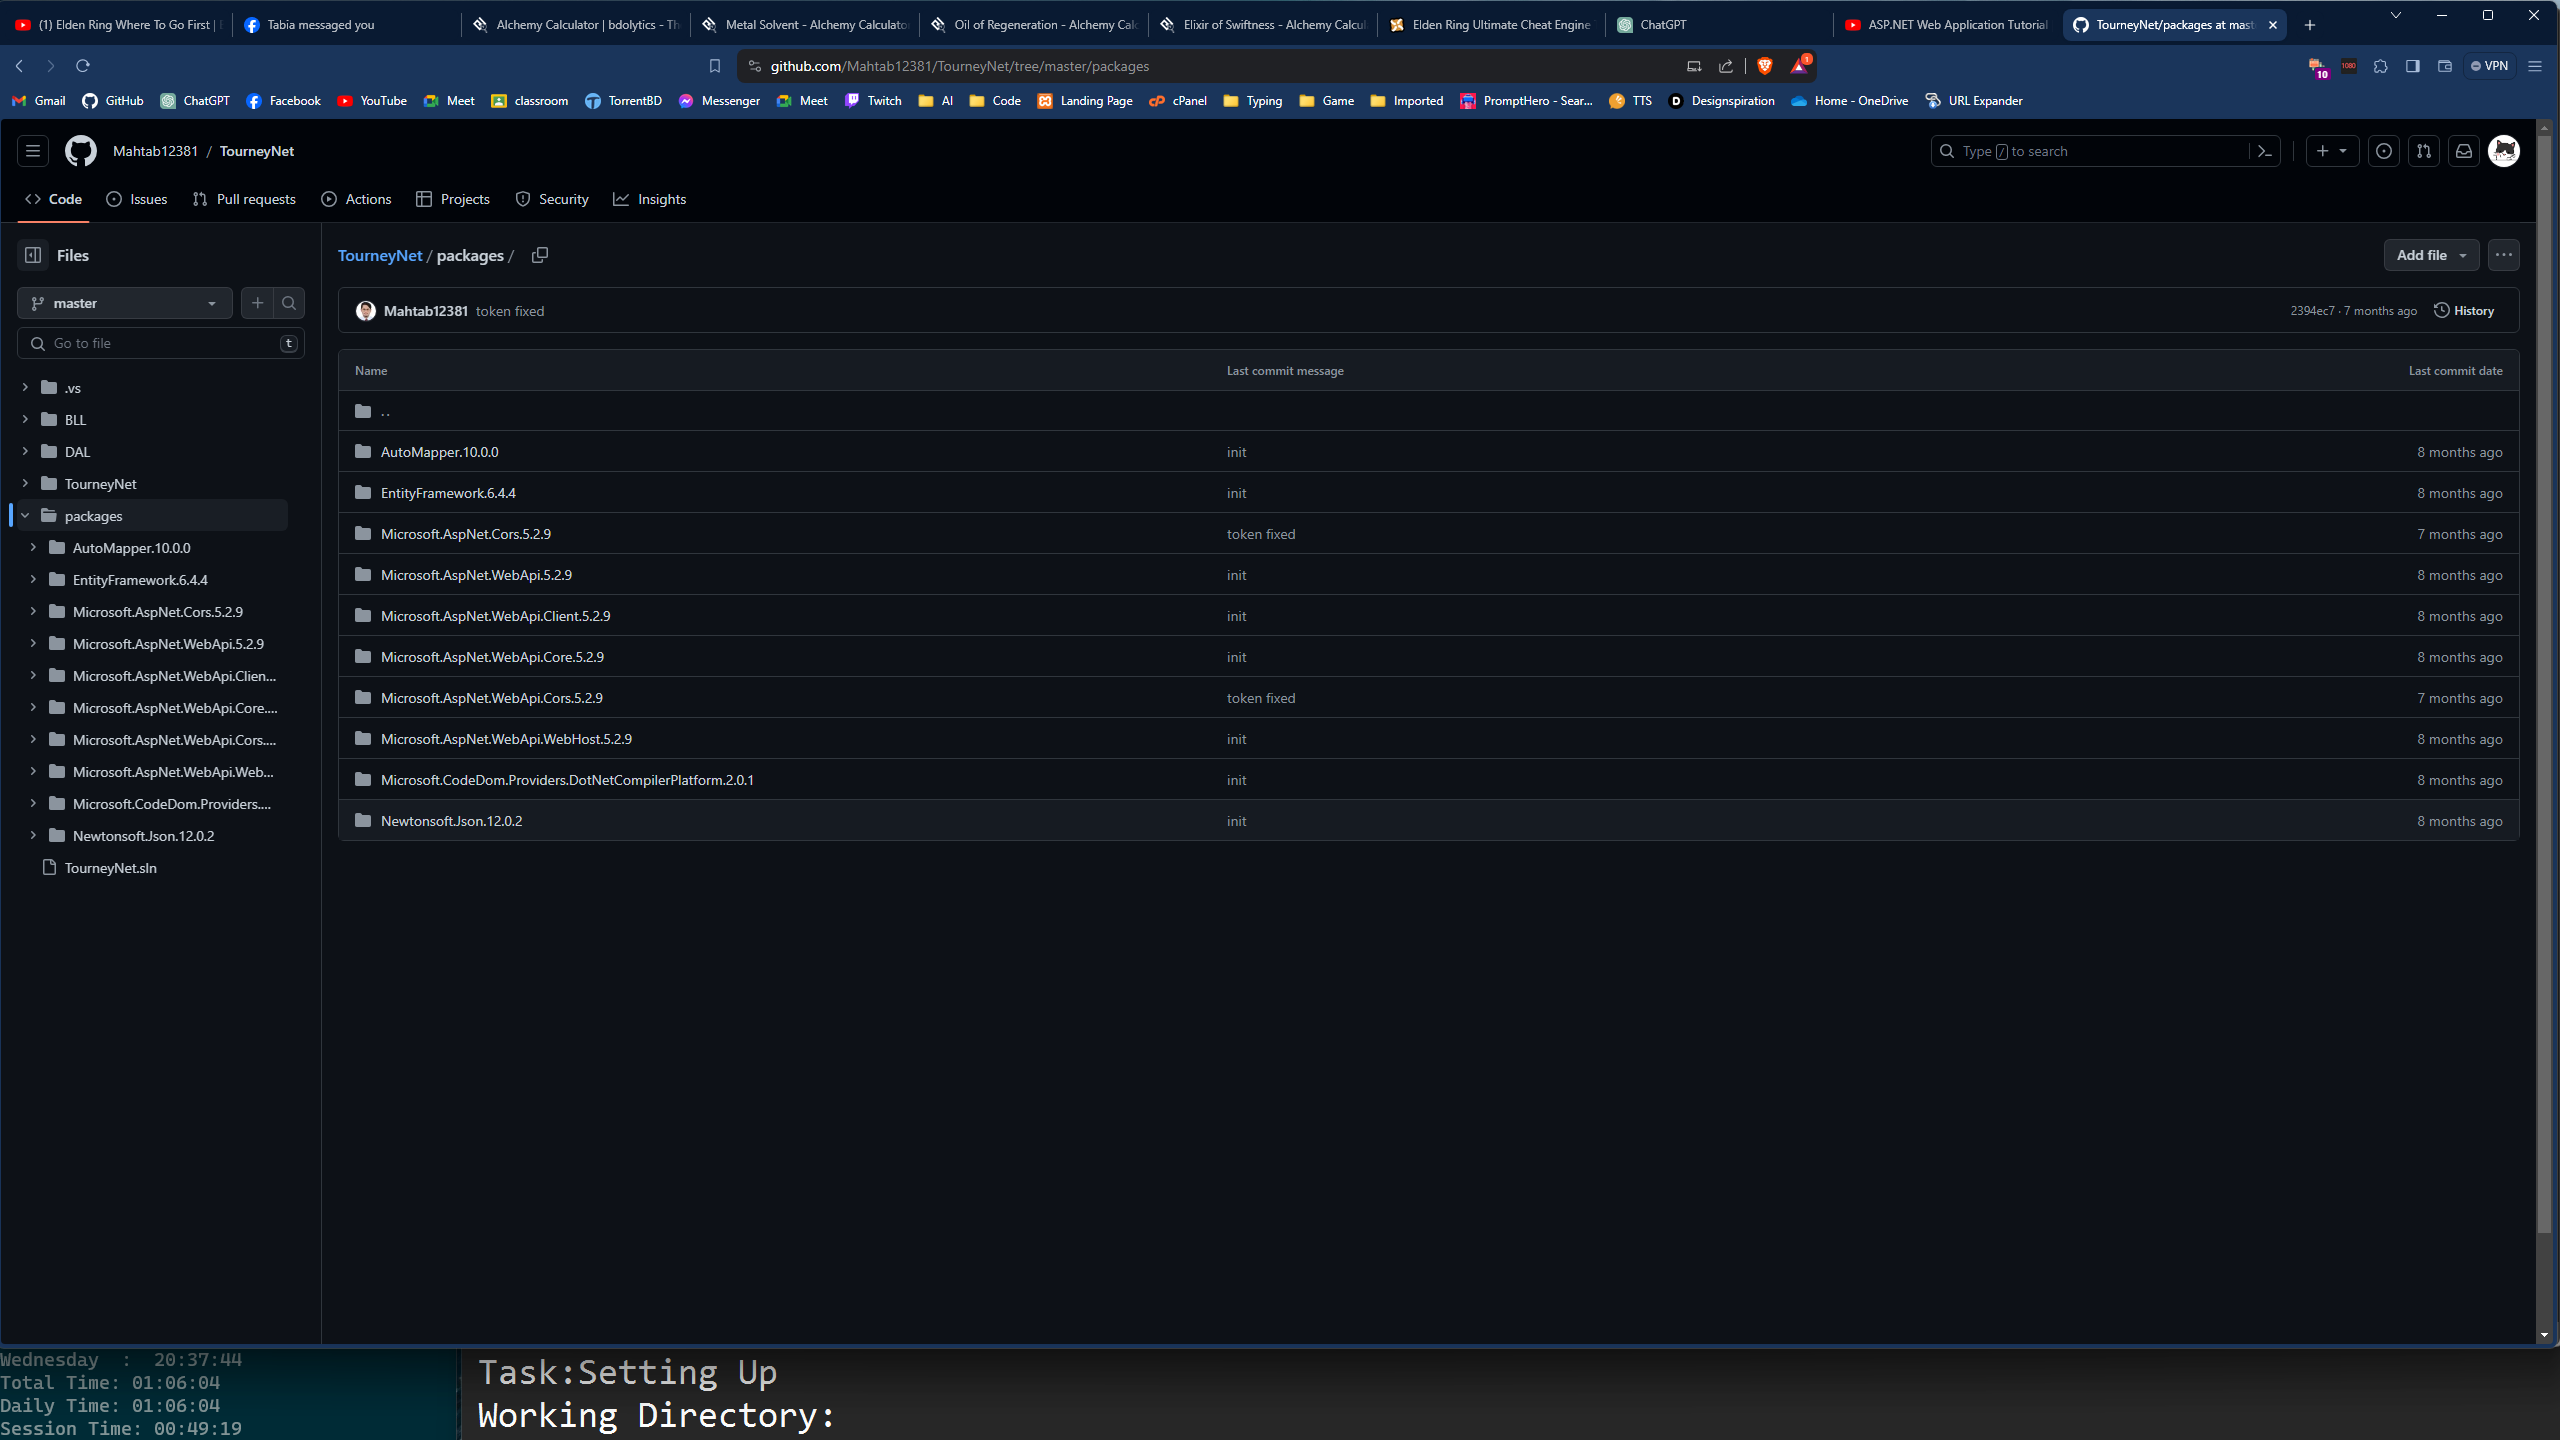 (1) Elden Ring Where To Go First |
Tabia messaged you
Alchemy Calculator | bdolytics - Th
Metal Solvent - Alchemy Calculator
Oil of Regeneration - Alchemy Calc
Elixir of Swiftness - Alchemy Calcul
Elden Ring Ultimate Cheat Engine
ChatGPT
ASP.NET Web Application Tutorial
TourneyNet/packages at mast
github.com/Mahtab12381/TourneyNet/tree/master/packages
1
10
1080
VPN
Gmail
GitHub
ChatGPT
Facebook
YouTube
Meet
classroom
TorrentBD
Messenger
Meet
Twitch
AI
Code
Landing Page
cPanel
Typing
Game
Imported
PromptHero - Sear...
TTS
Designspiration
Home - OneDrive
URL Expander
Mahtab12381 / TourneyNet
Type / to search
Code
Issues
Pull requests
Actions
Projects
Security
Insights
Files
master
Go to file
t
.vs
BLL
DAL
TourneyNet
packages
AutoMapper.10.0.0
EntityFramework.6.4.4
Microsoft.AspNet.Cors.5.2.9
Microsoft.AspNet.WebApi.5.2.9
Microsoft.AspNet.WebApi.Clien...
Microsoft.AspNet.WebApi.Core....
Microsoft.AspNet.WebApi.Cors....
Microsoft.AspNet.WebApi.Web...
Microsoft.CodeDom.Providers....
Newtonsoft.Json.12.0.2
TourneyNet.sln
TourneyNet / packages /
Add file
Mahtab12381 token fixed
2394ec7 · 7 months ago
History
Name Last commit message Last commit date
..
AutoMapper.10.0.0 init 8 months ago
EntityFramework.6.4.4 init 8 months ago
Microsoft.AspNet.Cors.5.2.9 token fixed 7 months ago
Microsoft.AspNet.WebApi.5.2.9 init 8 months ago
Microsoft.AspNet.WebApi.Client.5.2.9 init 8 months ago
Microsoft.AspNet.WebApi.Core.5.2.9 init 8 months ago
Microsoft.AspNet.WebApi.Cors.5.2.9 token fixed 7 months ago
Microsoft.AspNet.WebApi.WebHost.5.2.9 init 8 months ago
Microsoft.CodeDom.Providers.DotNetCompilerPlatform.2.0.1 init 8 months ago
Newtonsoft.Json.12.0.2 init 8 months ago
Wednesday : 20:37:44
Total Time: 01:06:04
Daily Time: 01:06:04
Session Time: 00:49:19
Task:Setting Up
Working Directory: